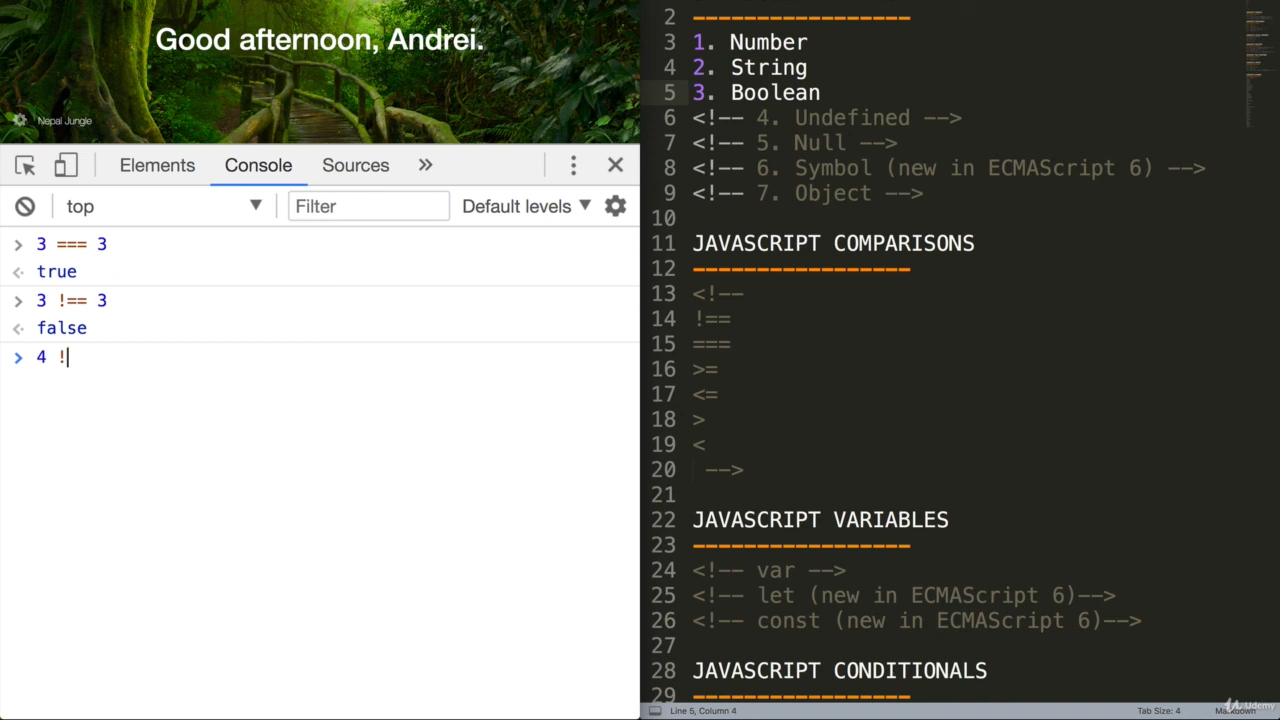 Good afternoon, Andrei.
Nepal Jungle
Elements Console Sources »
top Filter Default levels
3 === 3
true
3 !== 3
false
4 !
2 -----------------
3 1. Number
4 2. String
5 3. Boolean
6 <!-- 4. Undefined -->
7 <!-- 5. Null -->
8 <!-- 6. Symbol (new in ECMAScript 6) -->
9 <!-- 7. Object -->
10
11 JAVASCRIPT COMPARISONS
12 -----------------
13 <!--
14 !==
15 ===
16 >=
17 <=
18 >
19 <
20 -->
21
22 JAVASCRIPT VARIABLES
23 -----------------
24 <!-- var -->
25 <!-- let (new in ECMAScript 6)-->
26 <!-- const (new in ECMAScript 6)-->
27
28 JAVASCRIPT CONDITIONALS
29 -----------------
Line 5, Column 4 Tab Size: 4 Markdown
Udemy